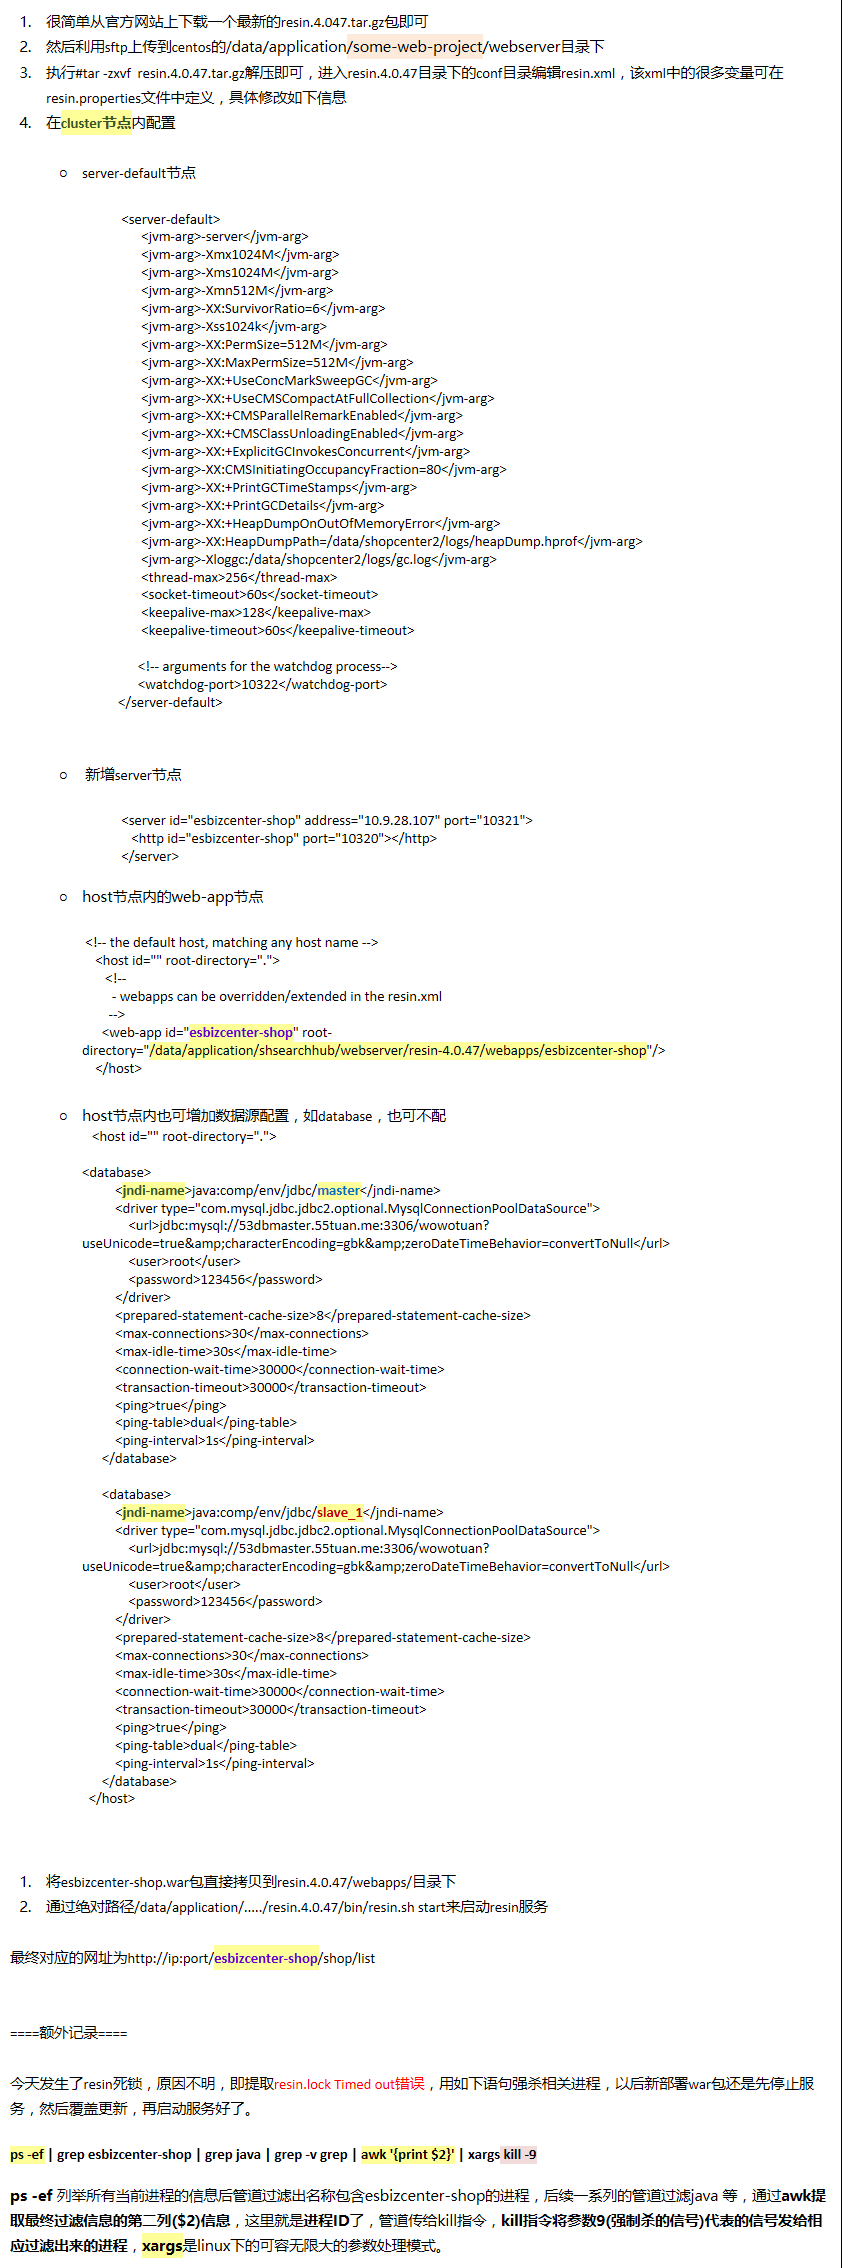 1. 很简单从官方网站上下载一个最新的resin.4.047.tar.gz包即可
2. 然后利用sftp上传到centos的/data/application/some-web-project/webserver目录下
3. 执行#tar -zxvf  resin.4.0.47.tar.gz解压即可，进入resin.4.0.47目录下的conf目录编辑resin.xml，该xml中的很多变量可在
resin.properties文件中定义，具体修改如下信息
4. 在cluster节点内配置
○ server-default节点
<server-default>
<jvm-arg>-server</jvm-arg>
<jvm-arg>-Xmx1024M</jvm-arg>
<jvm-arg>-Xms1024M</jvm-arg>
<jvm-arg>-Xmn512M</jvm-arg>
<jvm-arg>-XX:SurvivorRatio=6</jvm-arg>
<jvm-arg>-Xss1024k</jvm-arg>
<jvm-arg>-XX:PermSize=512M</jvm-arg>
<jvm-arg>-XX:MaxPermSize=512M</jvm-arg>
<jvm-arg>-XX:+UseConcMarkSweepGC</jvm-arg>
<jvm-arg>-XX:+UseCMSCompactAtFullCollection</jvm-arg>
<jvm-arg>-XX:+CMSParallelRemarkEnabled</jvm-arg>
<jvm-arg>-XX:+CMSClassUnloadingEnabled</jvm-arg>
<jvm-arg>-XX:+ExplicitGCInvokesConcurrent</jvm-arg>
<jvm-arg>-XX:CMSInitiatingOccupancyFraction=80</jvm-arg>
<jvm-arg>-XX:+PrintGCTimeStamps</jvm-arg>
<jvm-arg>-XX:+PrintGCDetails</jvm-arg>
<jvm-arg>-XX:+HeapDumpOnOutOfMemoryError</jvm-arg>
<jvm-arg>-XX:HeapDumpPath=/data/shopcenter2/logs/heapDump.hprof</jvm-arg>
<jvm-arg>-Xloggc:/data/shopcenter2/logs/gc.log</jvm-arg>
<thread-max>256</thread-max>
<socket-timeout>60s</socket-timeout>
<keepalive-max>128</keepalive-max>
<keepalive-timeout>60s</keepalive-timeout>
<!-- arguments for the watchdog process-->
<watchdog-port>10322</watchdog-port>
</server-default>
○ 新增server节点
<server id="esbizcenter-shop" address="10.9.28.107" port="10321">
<http id="esbizcenter-shop" port="10320"></http>
</server>
○ host节点内的web-app节点
<!-- the default host, matching any host name -->
<host id="" root-directory=".">
<!--
- webapps can be overridden/extended in the resin.xml
-->
<web-app id="esbizcenter-shop" root-
directory="/data/application/shsearchhub/webserver/resin-4.0.47/webapps/esbizcenter-shop"/>
</host>
○ host节点内也可增加数据源配置，如database，也可不配
<host id="" root-directory=".">
<database>
<jndi-name>java:comp/env/jdbc/master</jndi-name>
<driver type="com.mysql.jdbc.jdbc2.optional.MysqlConnectionPoolDataSource">
<url>jdbc:mysql://53dbmaster.55tuan.me:3306/wowotuan?
useUnicode=true&amp;characterEncoding=gbk&amp;zeroDateTimeBehavior=convertToNull</url>
<user>root</user>
<password>123456</password>
</driver>
<prepared-statement-cache-size>8</prepared-statement-cache-size>
<max-connections>30</max-connections>
<max-idle-time>30s</max-idle-time>
<connection-wait-time>30000</connection-wait-time>
<transaction-timeout>30000</transaction-timeout>
<ping>true</ping>
<ping-table>dual</ping-table>
<ping-interval>1s</ping-interval>
</database>
<database>
<jndi-name>java:comp/env/jdbc/slave_1</jndi-name>
<driver type="com.mysql.jdbc.jdbc2.optional.MysqlConnectionPoolDataSource">
<url>jdbc:mysql://53dbmaster.55tuan.me:3306/wowotuan?
useUnicode=true&amp;characterEncoding=gbk&amp;zeroDateTimeBehavior=convertToNull</url>
<user>root</user>
<password>123456</password>
</driver>
<prepared-statement-cache-size>8</prepared-statement-cache-size>
<max-connections>30</max-connections>
<max-idle-time>30s</max-idle-time>
<connection-wait-time>30000</connection-wait-time>
<transaction-timeout>30000</transaction-timeout>
<ping>true</ping>
<ping-table>dual</ping-table>
<ping-interval>1s</ping-interval>
</database>
</host>
1. 将esbizcenter-shop.war包直接拷贝到resin.4.0.47/webapps/目录下
2. 通过绝对路径/data/application/...../resin.4.0.47/bin/resin.sh start来启动resin服务
最终对应的网址为http://ip:port/esbizcenter-shop/shop/list
====额外记录====
今天发生了resin死锁，原因不明，即提取resin.lock Timed out错误，用如下语句强杀相关进程，以后新部署war包还是先停止服
务，然后覆盖更新，再启动服务好了。
ps -ef | grep esbizcenter-shop | grep java | grep -v grep | awk '{print $2}' | xargs kill -9
ps -ef 列举所有当前进程的信息后管道过滤出名称包含esbizcenter-shop的进程，后续一系列的管道过滤java 等，通过awk提
取最终过滤信息的第二列($2)信息，这里就是进程ID了，管道传给kill指令，kill指令将参数9(强制杀的信号)代表的信号发给相
应过滤出来的进程，xargs是linux下的可容无限大的参数处理模式。